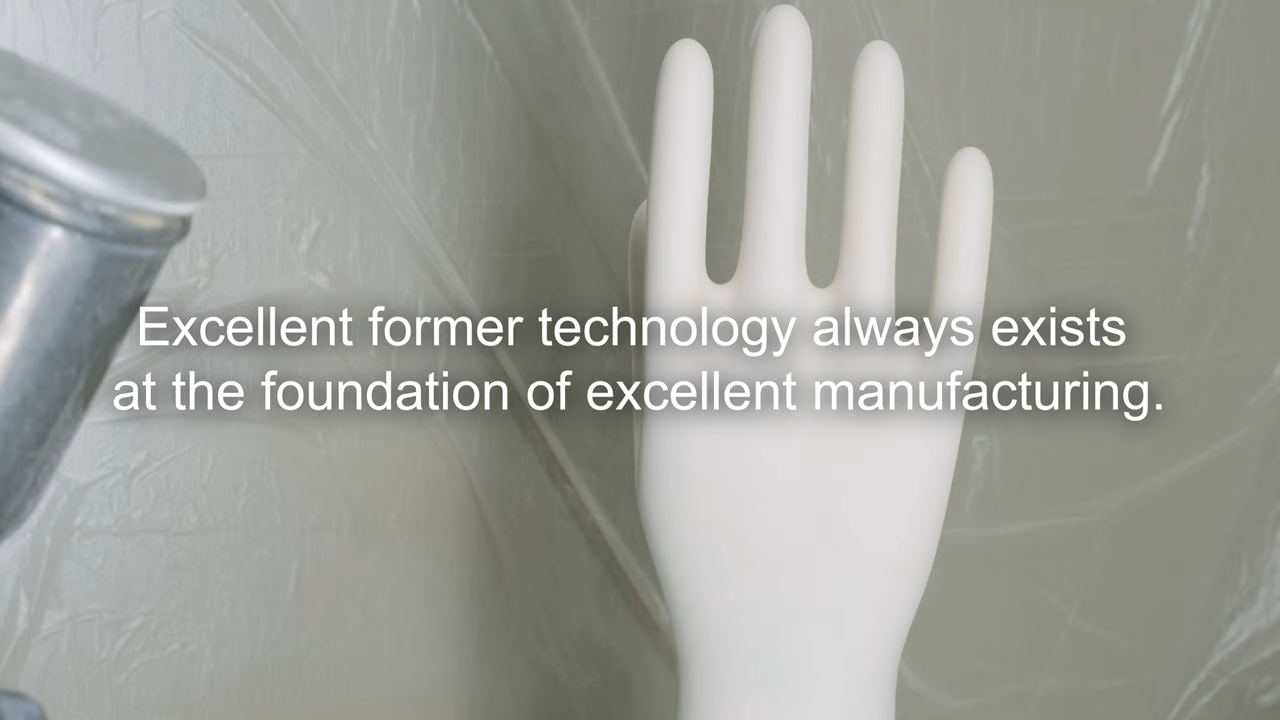 Excellent former technology always exists
at the foundation of excellent manufacturing.